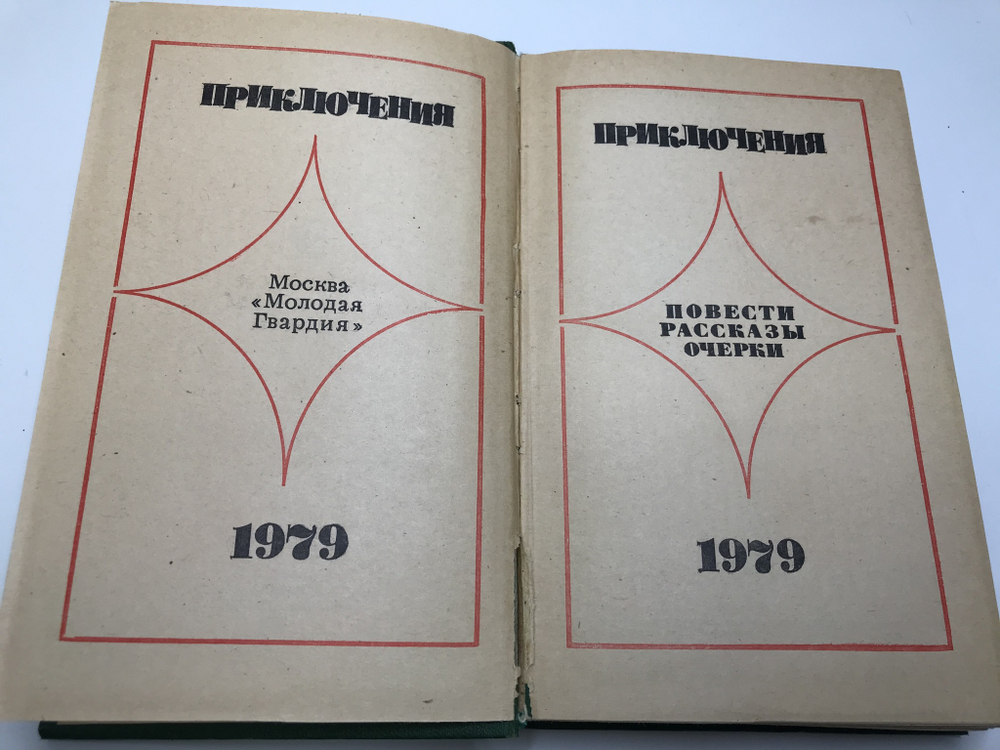 ПРИКЛЮЧЕНИЯ
Москва
«Молодая
Гвардия»
1979
ПРИКЛЮЧЕНИЯ
ПОВЕСТИ
РАССКАЗЫ
ОЧЕРКИ
1979